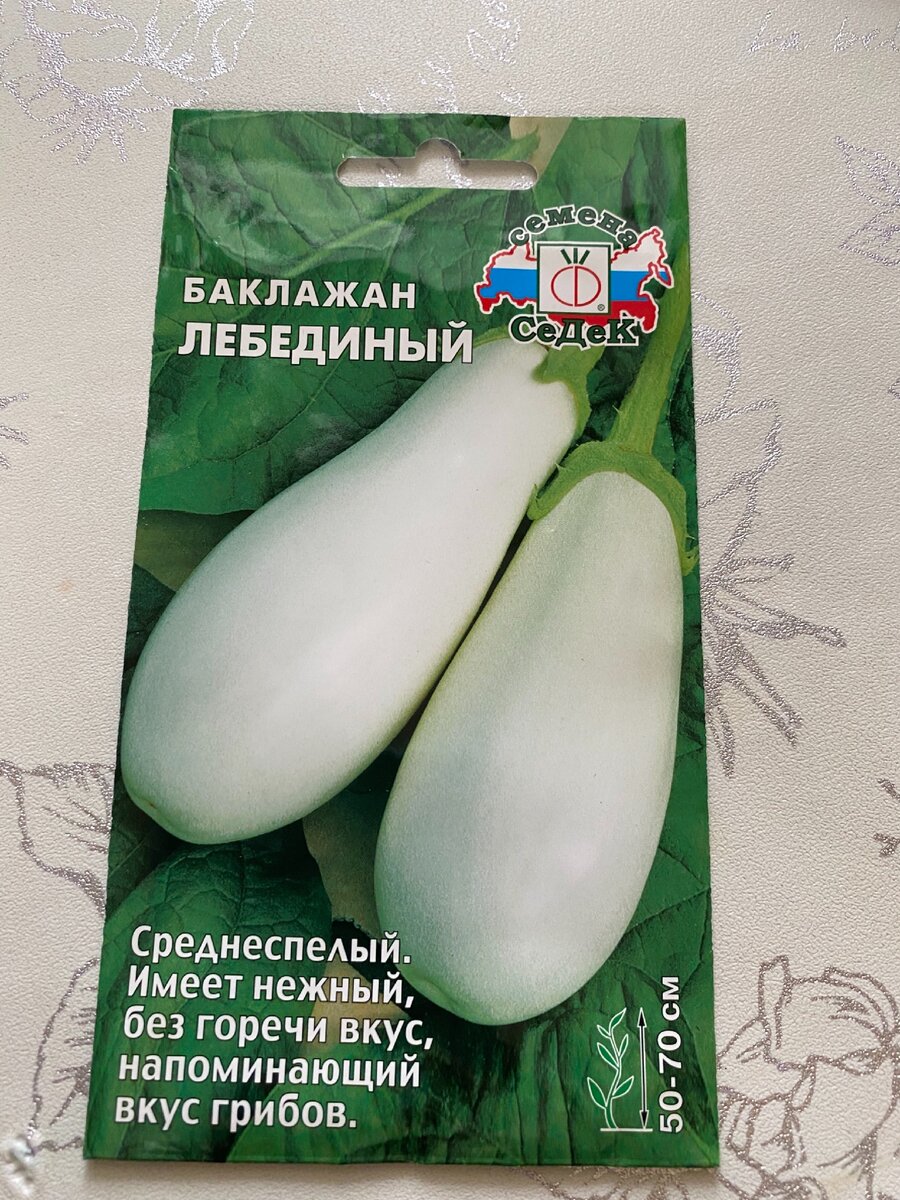 семена
СеДеК
®
БАКЛАЖАН
ЛЕБЕДИНЫЙ
Среднеспелый.
Имеет нежный,
без горечи вкус,
напоминающий
вкус грибов.
50-70 см